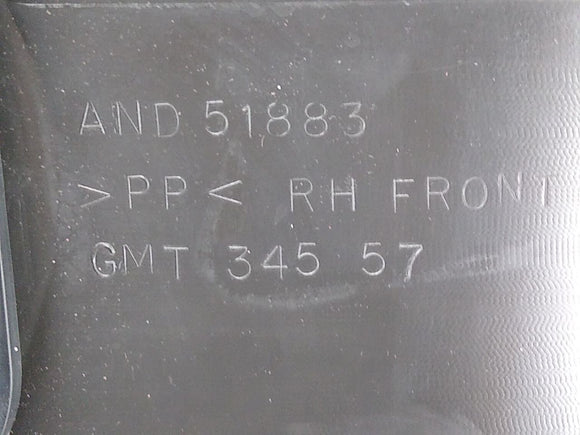 AND 51883
>PP< RH FRONT
GMT 345 57